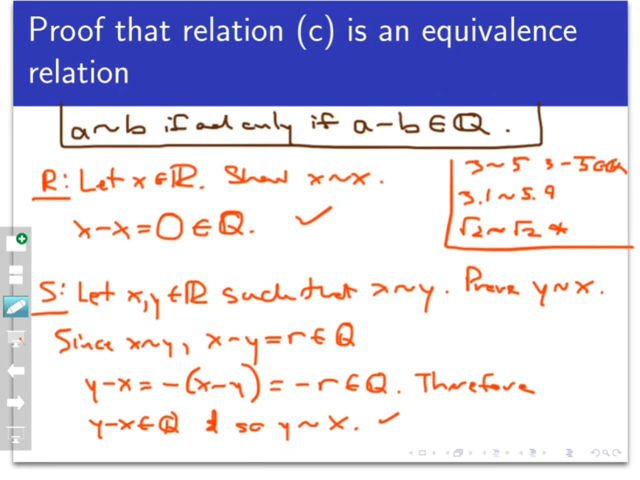 Proof that relation (c) is an equivalence
relation
a~b if and only if a-b∈ℚ.
3~5 3-5∈ℚ
3.1~5.9
√2~√2 *
R: Let x∈ℝ. Show x~x.
x-x=0∈ℚ. ✓
S: Let x,y∈ℝ such that x~y. Prove y~x.
Since x~y, x-y=r∈ℚ
y-x=-(x-y)=-r∈ℚ. Therefore
y-x∈ℚ & so y~x. ✓